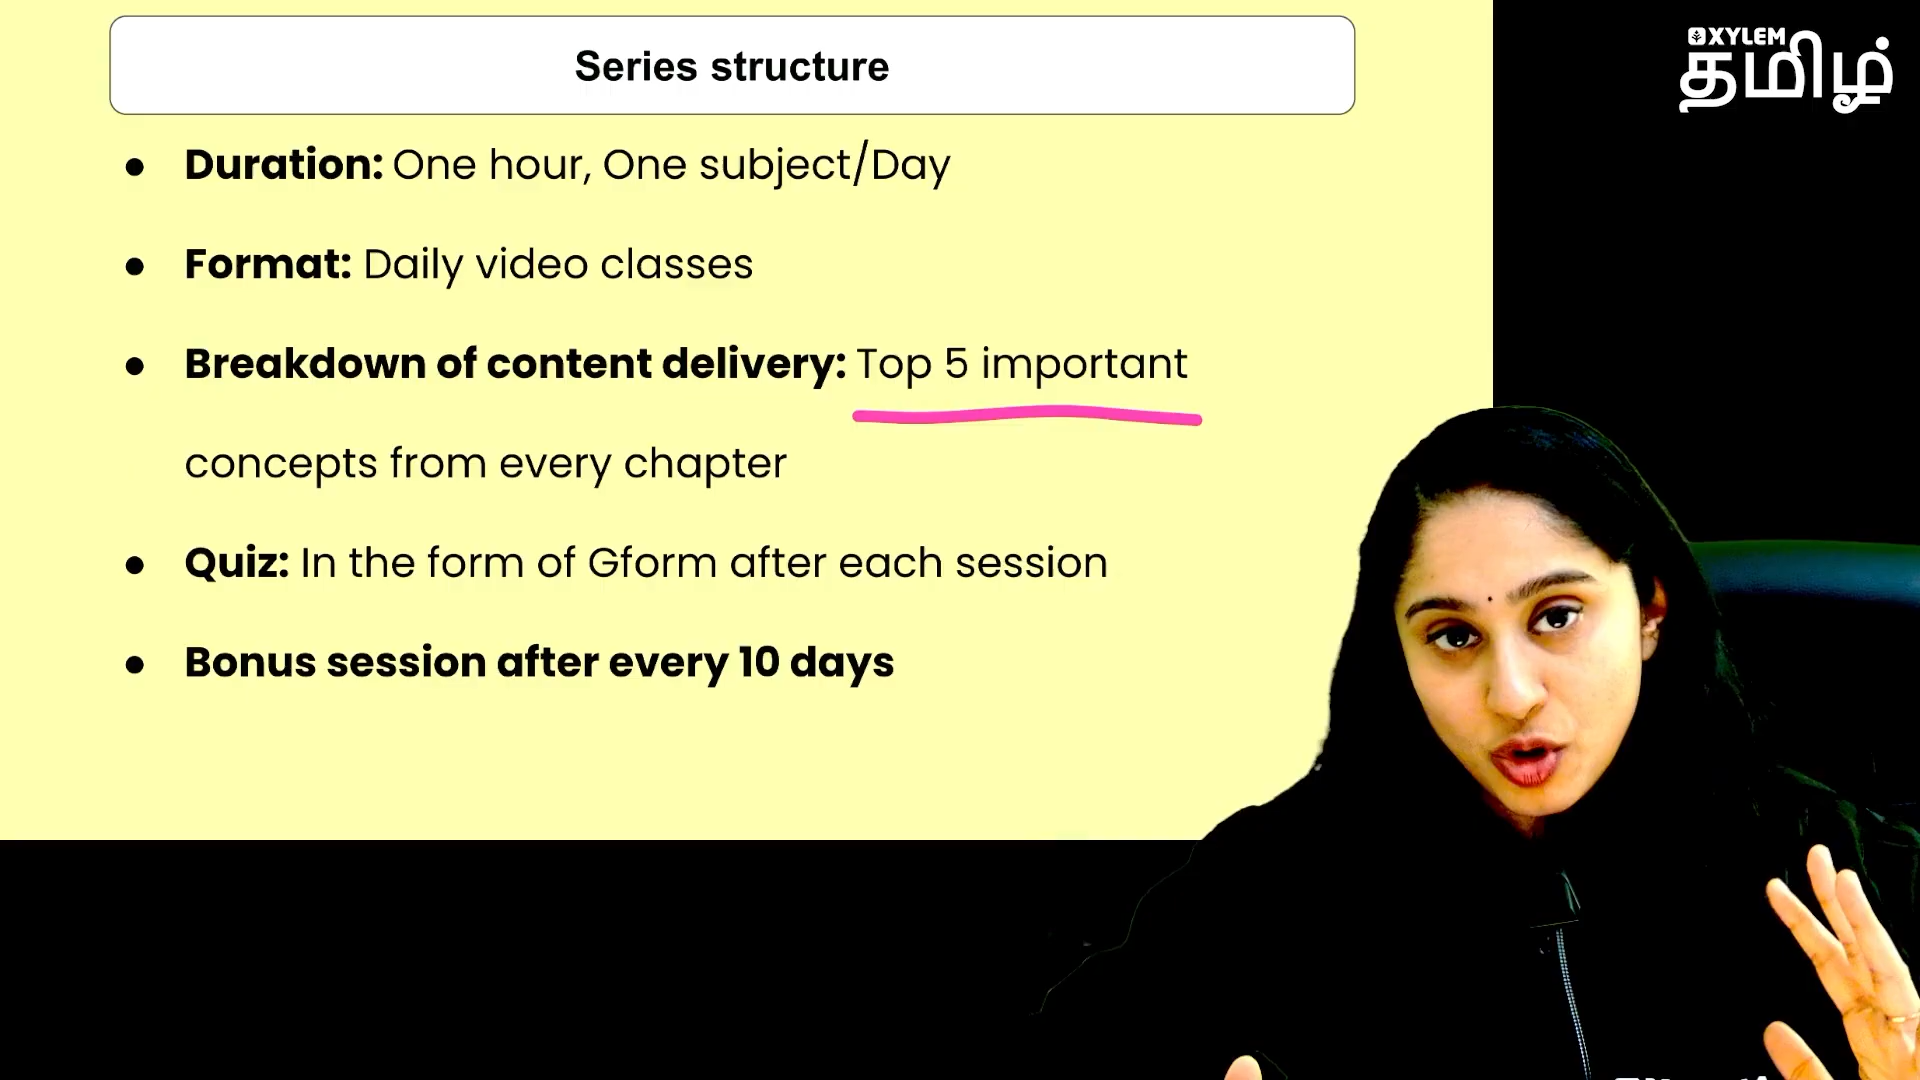 Series structure
XYLEM
தமிழ்
● Duration: One hour, One subject/Day
● Format: Daily video classes
● Breakdown of content delivery: Top 5 important
concepts from every chapter
● Quiz: In the form of Gform after each session
● Bonus session after every 10 days